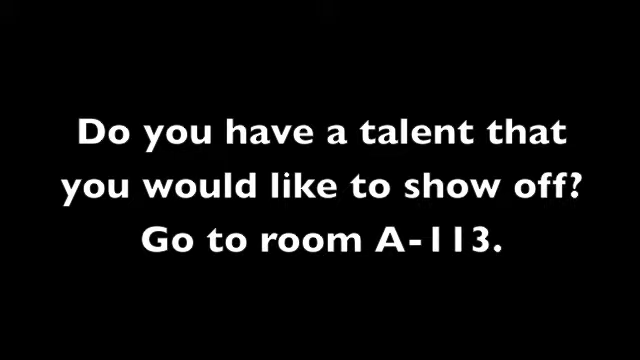 Do you have a talent that
you would like to show off?
Go to room A-113.